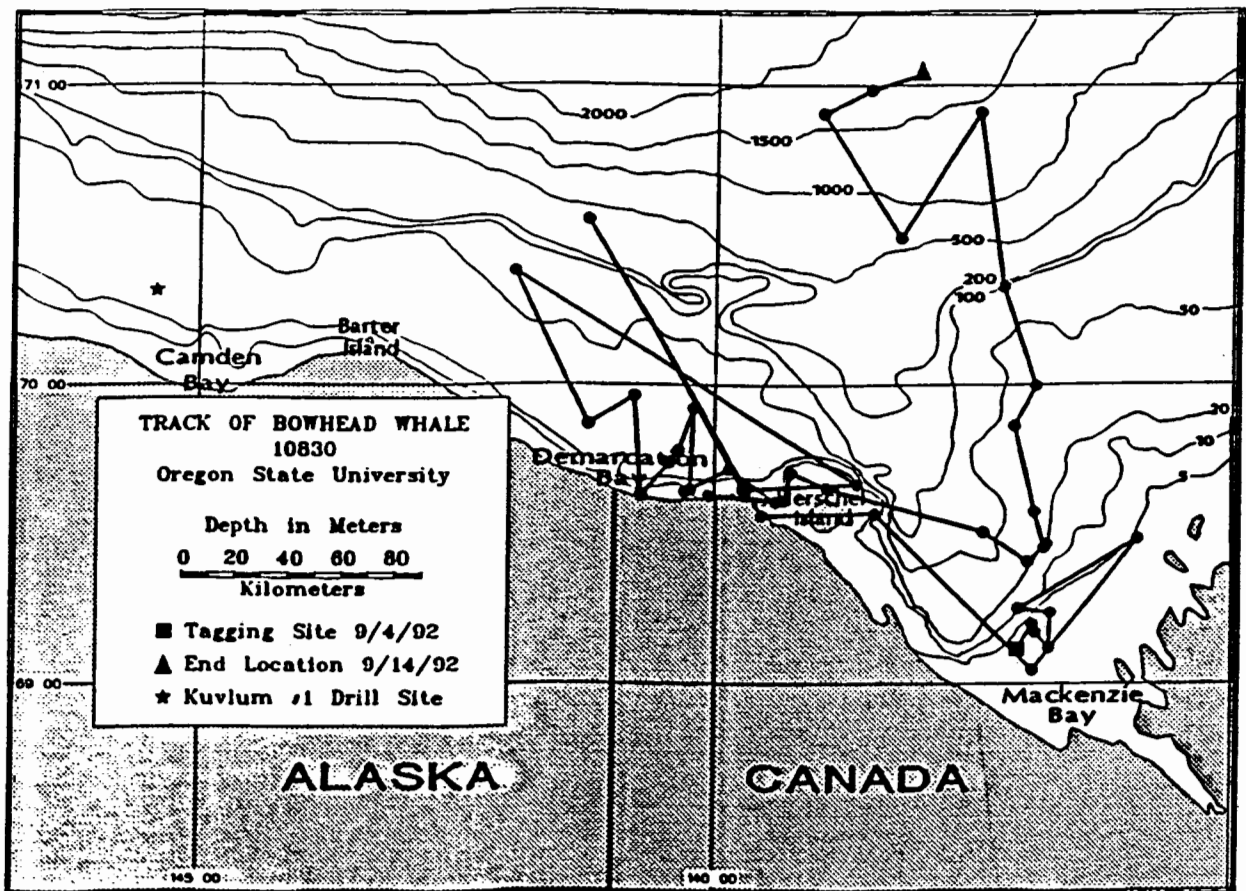 71 00
2000
1500
1000
500
200
100
50
20
10
5
Barter
Island
Camden
Bay
70 00
TRACK OF BOWHEAD WHALE
10830
Oregon State University
Depth in Meters
0 20 40 60 80
Kilometers
■ Tagging Site 9/4/92
▲ End Location 9/14/92
★ Kuvlum #1 Drill Site
Demarcation
Bay
Herschel
Island
69 00
Mackenzie
Bay
ALASKA
CANADA
145 00
140 00